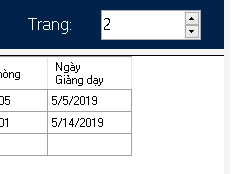 Trang: 2
hòng Ngày
Giảng dạy
05 5/5/2019
01 5/14/2019